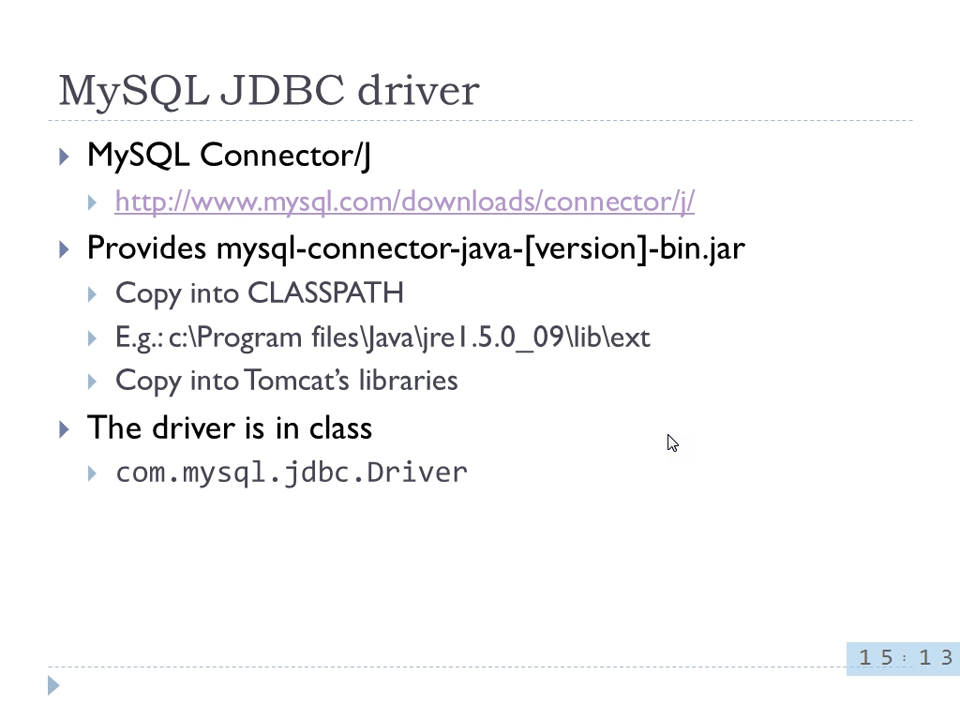 MySQL JDBC driver
MySQL Connector/J
http://www.mysql.com/downloads/connector/j/
Provides mysql-connector-java-[version]-bin.jar
Copy into CLASSPATH
E.g.: c:\Program files\Java\jre1.5.0_09\lib\ext
Copy into Tomcat’s libraries
The driver is in class
com.mysql.jdbc.Driver
15:13